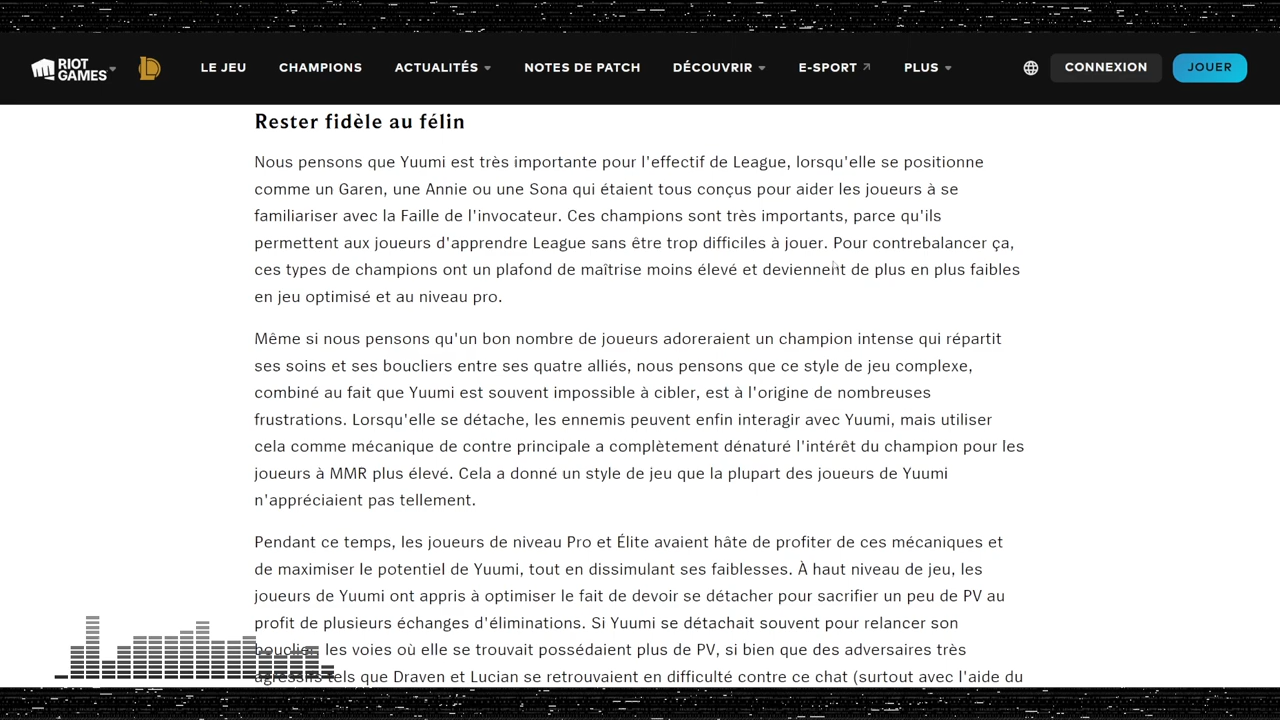 RIOT GAMES
LE JEU
CHAMPIONS
ACTUALITÉS
NOTES DE PATCH
DÉCOUVRIR
E-SPORT
PLUS
CONNEXION
JOUER
Rester fidèle au félin
Nous pensons que Yuumi est très importante pour l'effectif de League, lorsqu'elle se positionne
comme un Garen, une Annie ou une Sona qui étaient tous conçus pour aider les joueurs à se
familiariser avec la Faille de l'invocateur. Ces champions sont très importants, parce qu'ils
permettent aux joueurs d'apprendre League sans être trop difficiles à jouer. Pour contrebalancer ça,
ces types de champions ont un plafond de maîtrise moins élevé et deviennent de plus en plus faibles
en jeu optimisé et au niveau pro.
Même si nous pensons qu'un bon nombre de joueurs adoreraient un champion intense qui répartit
ses soins et ses boucliers entre ses quatre alliés, nous pensons que ce style de jeu complexe,
combiné au fait que Yuumi est souvent impossible à cibler, est à l'origine de nombreuses
frustrations. Lorsqu'elle se détache, les ennemis peuvent enfin interagir avec Yuumi, mais utiliser
cela comme mécanique de contre principale a complètement dénaturé l'intérêt du champion pour les
joueurs à MMR plus élevé. Cela a donné un style de jeu que la plupart des joueurs de Yuumi
n'appréciaient pas tellement.
Pendant ce temps, les joueurs de niveau Pro et Élite avaient hâte de profiter de ces mécaniques et
de maximiser le potentiel de Yuumi, tout en dissimulant ses faiblesses. À haut niveau de jeu, les
joueurs de Yuumi ont appris à optimiser le fait de devoir se détacher pour sacrifier un peu de PV au
profit de plusieurs échanges d'éliminations. Si Yuumi se détachait souvent pour relancer son
bouclier, les voies où elle se trouvait possédaient plus de PV, si bien que des adversaires très
agressifs tels que Draven et Lucian se retrouvaient en difficulté contre ce chat (surtout avec l'aide du